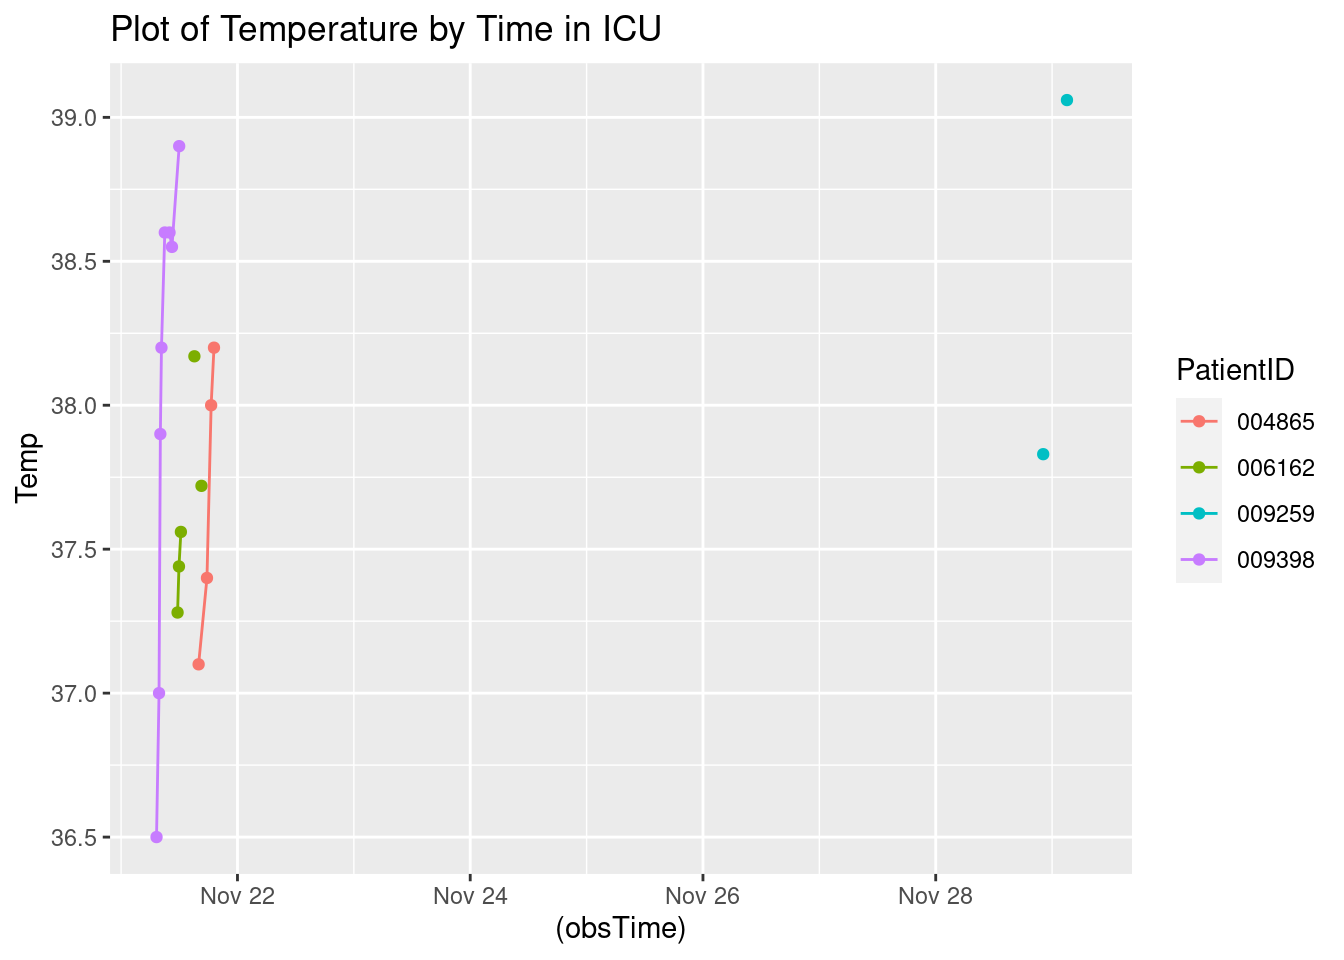 Plot of Temperature by Time in ICU
39.0
38.5
38.0
37.5
37.0
36.5
Temp
Nov 22 Nov 24 Nov 26 Nov 28
(obsTime)
PatientID
004865
006162
009259
009398